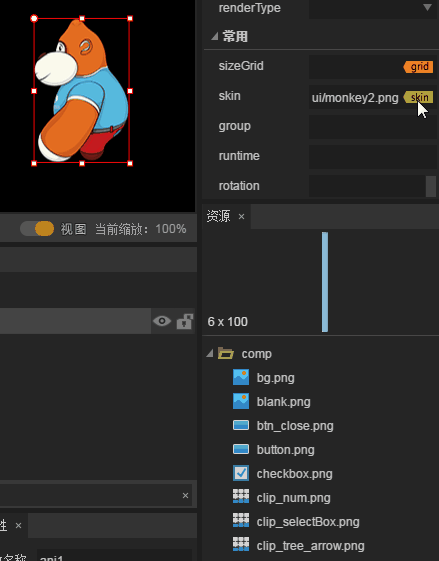 renderType
常用
sizeGrid grid
skin ui/monkey2.png skin
group
runtime
rotation
视图 当前缩放：100%
资源 ×
6 x 100
comp
bg.png
blank.png
btn_close.png
button.png
checkbox.png
clip_num.png
clip_selectBox.png
clip_tree_arrow.png
×
性 ×
名称 ani1